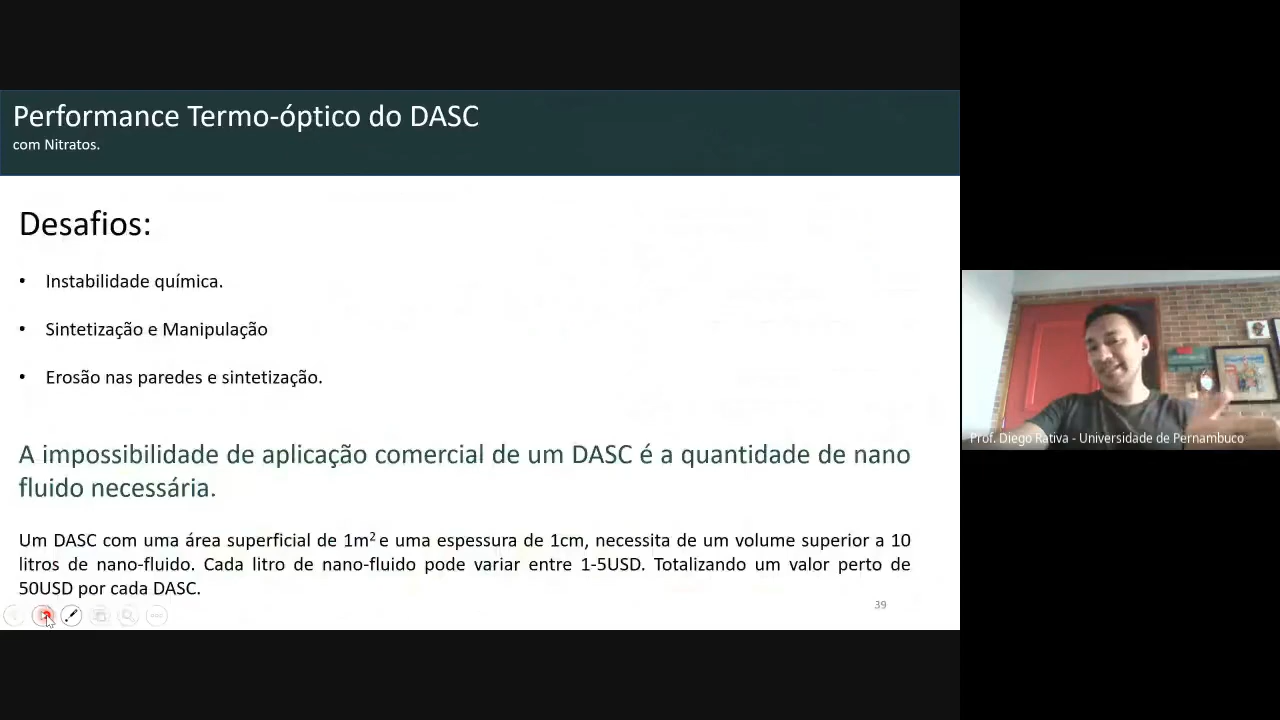 Performance Termo-óptico do DASC
com Nitratos.
Desafios:
• Instabilidade química.
• Sintetização e Manipulação
• Erosão nas paredes e sintetização.
A impossibilidade de aplicação comercial de um DASC é a quantidade de nano
fluido necessária.
Um DASC com uma área superficial de 1m² e uma espessura de 1cm, necessita de um volume superior a 10
litros de nano-fluido. Cada litro de nano-fluido pode variar entre 1-5USD. Totalizando um valor perto de
50USD por cada DASC.
39
Prof. Diego Rativa - Universidade de Pernambuco